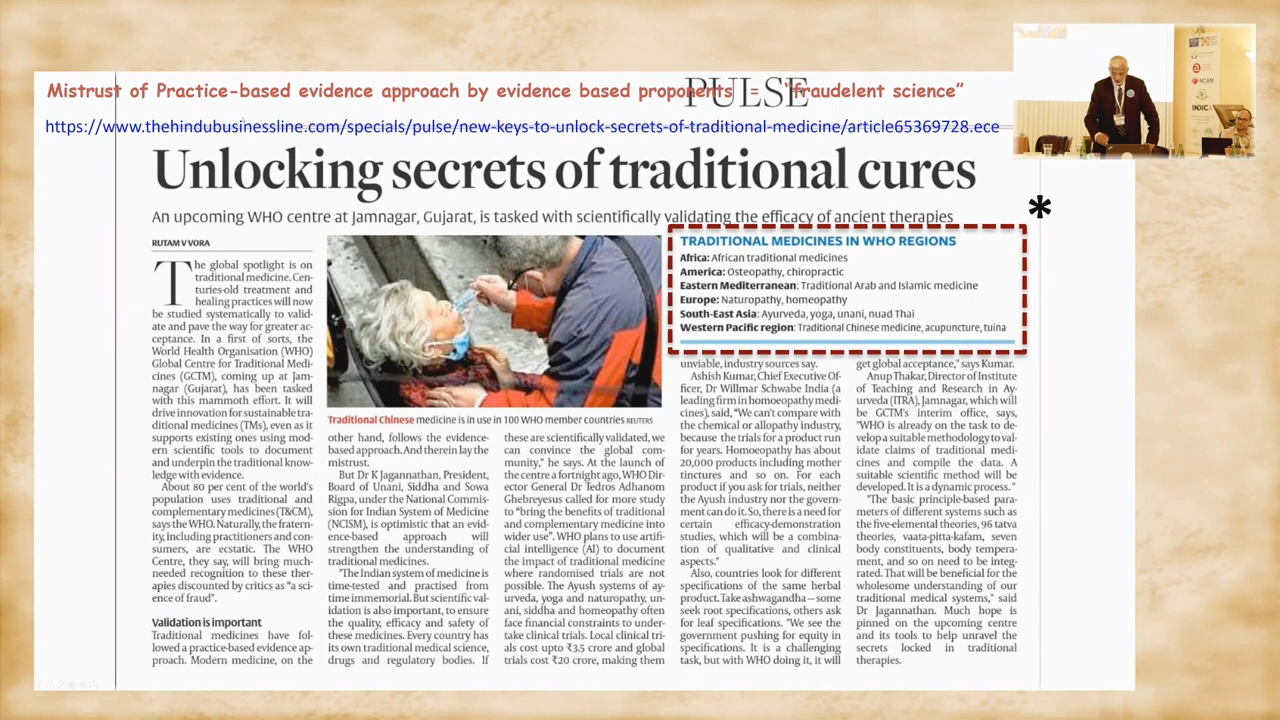 Mistrust of Practice-based evidence approach by evidence based proponents = "fraudelent science"
PULSE
https://www.thehindubusinessline.com/specials/pulse/new-keys-to-unlock-secrets-of-traditional-medicine/article65369728.ece
Unlocking secrets of traditional cures
An upcoming WHO centre at Jamnagar, Gujarat, is tasked with scientifically validating the efficacy of ancient therapies
*
RUTAM V VORA
The global spotlight is on
traditional medicine. Cen-
turies-old treatment and
healing practices will now
be studied systematically to valid-
ate and pave the way for greater ac-
ceptance. In a first of sorts, the
World Health Organisation (WHO)
Global Centre for Traditional Medi-
cines (GCTM), coming up at Jam-
nagar (Gujarat), has been tasked
with this mammoth effort. It will
drive innovation for sustainable tra-
ditional medicines (TMs), even as it
supports existing ones using mod-
ern scientific tools to document
and underpin the traditional know-
ledge with evidence.
About 80 per cent of the world's
population uses traditional and
complementary medicines (T&CM),
says the WHO. Naturally, the fratern-
ity, including practitioners and con-
sumers, are ecstatic. The WHO
Centre, they say, will bring much-
needed recognition to these ther-
apies discounted by critics as "a sci-
ence of fraud".
Validation is important
Traditional medicines have fol-
lowed a practice-based evidence ap-
proach. Modern medicine, on the
Traditional Chinese medicine is in use in 100 WHO member countries REUTERS
other hand, follows the evidence-
based approach. And therein lay the
mistrust.
But Dr K Jagannathan, President,
Board of Unani, Siddha and Sowa
Rigpa, under the National Commis-
sion for Indian System of Medicine
(NCISM), is optimistic that an evid-
ence-based approach will
strengthen the understanding of
traditional medicines.
"The Indian system of medicine is
time-tested and practised from
time immemorial. But scientific val-
idation is also important, to ensure
the quality, efficacy and safety of
these medicines. Every country has
its own traditional medical science,
drugs and regulatory bodies. If
these are scientifically validated, we
can convince the global com-
munity," he says. At the launch of
the centre a fortnight ago, WHO Dir-
ector General Dr Tedros Adhanom
Ghebreyesus called for more study
to "bring the benefits of traditional
and complementary medicine into
wider use". WHO plans to use artifi-
cial intelligence (AI) to document
the impact of traditional medicine
where randomised trials are not
possible. The Ayush systems of ay-
urveda, yoga and naturopathy, un-
ani, siddha and homeopathy often
face financial constraints to under-
take clinical trials. Local clinical tri-
als cost upto ₹3.5 crore and global
trials cost ₹20 crore, making them
TRADITIONAL MEDICINES IN WHO REGIONS
Africa: African traditional medicines
America: Osteopathy, chiropractic
Eastern Mediterranean: Traditional Arab and Islamic medicine
Europe: Naturopathy, homeopathy
South-East Asia: Ayurveda, yoga, unani, nuad Thai
Western Pacific region: Traditional Chinese medicine, acupuncture, tuina
unviable, industry sources say.
Ashish Kumar, Chief Executive Of-
ficer, Dr Willmar Schwabe India (a
leading firm in homoeopathy medi-
cines), said, "We can't compare with
the chemical or allopathy industry,
because the trials for a product run
for years. Homoeopathy has about
20,000 products including mother
tinctures and so on. For each
product if you ask for trials, neither
the Ayush industry nor the govern-
ment can do it. So, there is a need for
certain efficacy-demonstration
studies, which will be a combina-
tion of qualitative and clinical
aspects."
Also, countries look for different
specifications of the same herbal
product. Take ashwagandha — some
seek root specifications, others ask
for leaf specifications. "We see the
government pushing for equity in
specifications. It is a challenging
task, but with WHO doing it, it will
get global acceptance," says Kumar.
Anup Thakar, Director of Institute
of Teaching and Research in Ay-
urveda (ITRA), Jamnagar, which will
be GCTM's interim office, says,
"WHO is already on the task to de-
velop a suitable methodology to val-
idate claims of traditional medi-
cines and compile the data. A
suitable scientific method will be
developed. It is a dynamic process."
"The basic principle-based para-
meters of different systems such as
the five-elemental theories, 96 tatva
theories, vaata-pitta-kafam, seven
body constituents, body tempera-
ment, and so on need to be integ-
rated. That will be beneficial for the
wholesome understanding of our
traditional medical systems," said
Dr Jagannathan. Much hope is
pinned on the upcoming centre
and its tools to help unravel the
secrets locked in traditional
therapies.
NCAM
INDICA